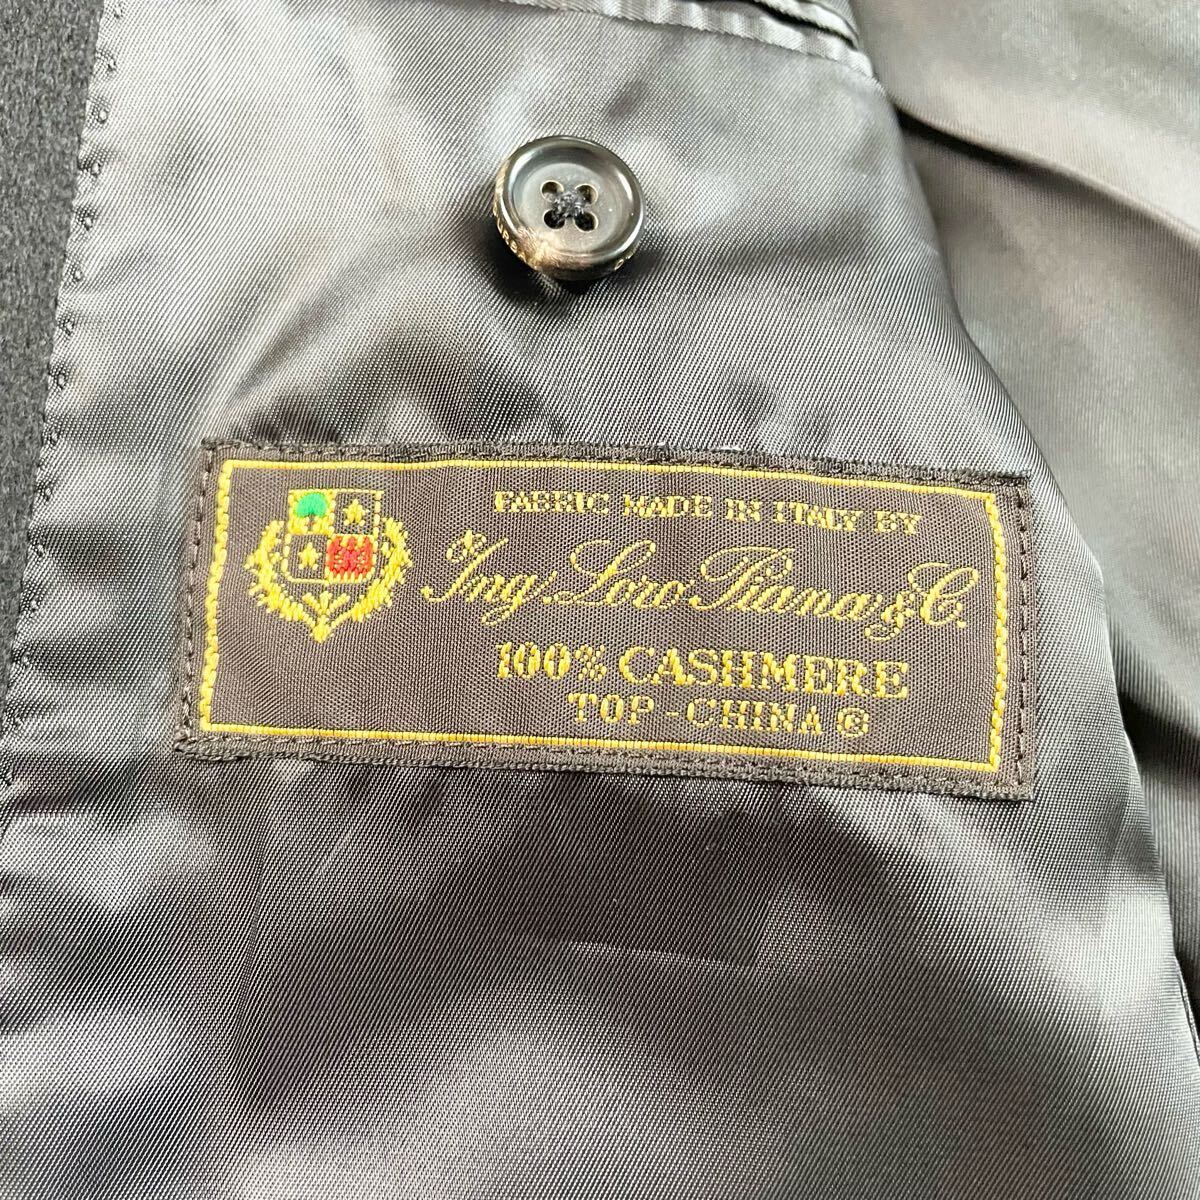 FABRIC MADE IN ITALY BY
Ing. Loro Piana & C.
100% CASHMERE
TOP-CHINA ®